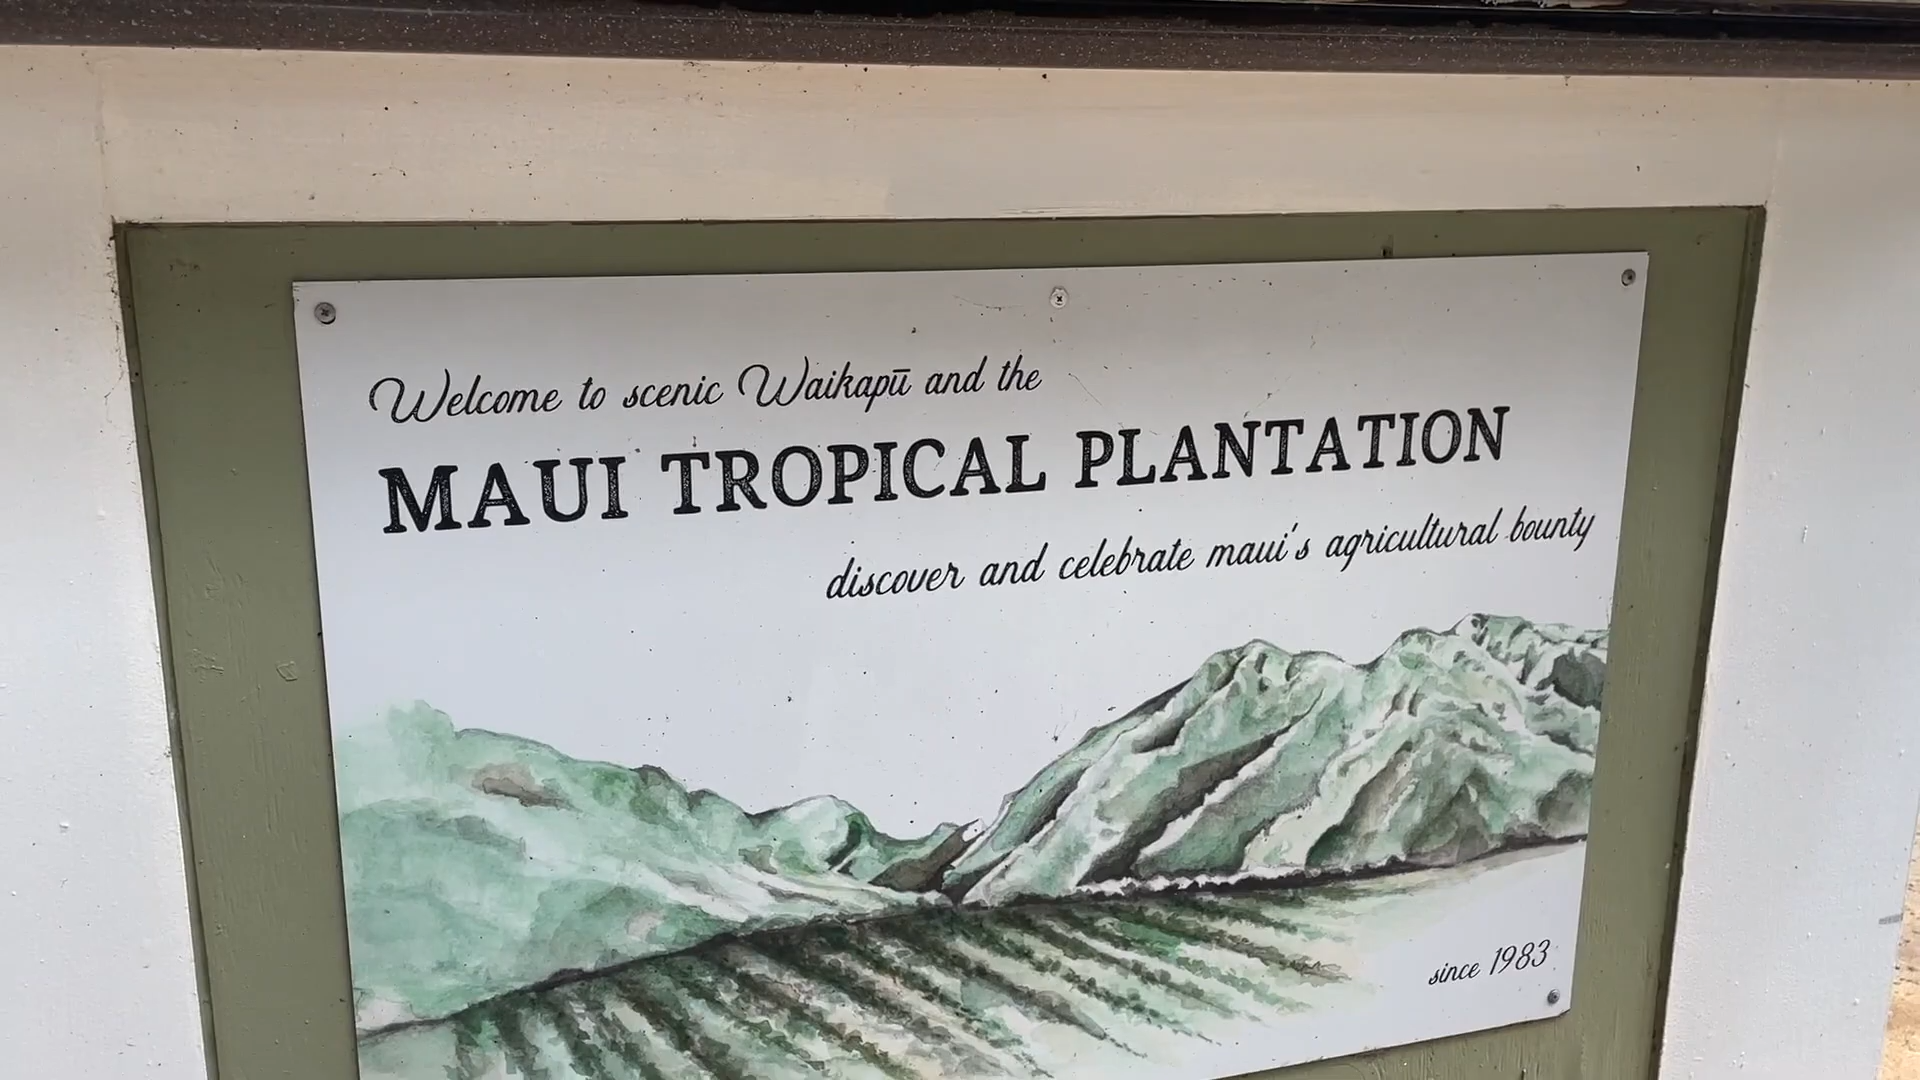 Welcome to scenic Waikapū and the
MAUI TROPICAL PLANTATION
discover and celebrate maui's agricultural bounty
since 1983